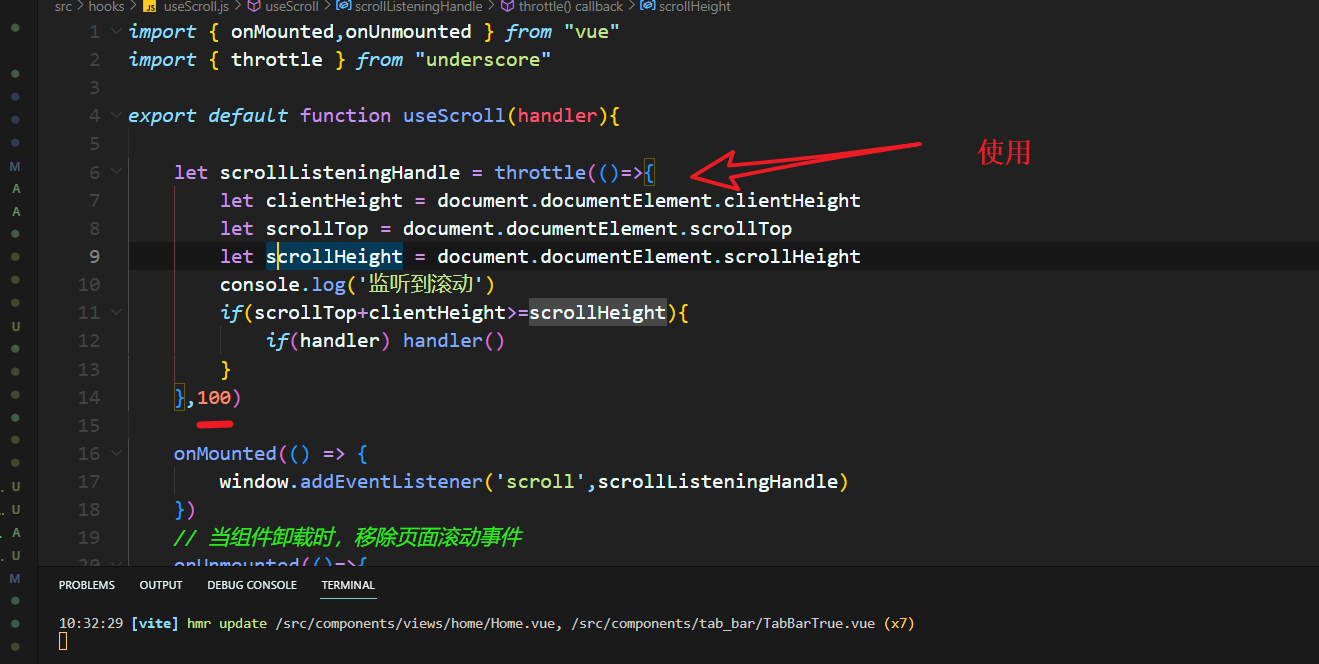 src > hooks > JS useScroll.js > useScroll > scrollListeningHandle > throttle() callback > scrollHeight
1 import { onMounted,onUnmounted } from "vue"
2 import { throttle } from "underscore"
3
4 export default function useScroll(handler){
5
6 let scrollListeningHandle = throttle(()=>{
使用
7 let clientHeight = document.documentElement.clientHeight
8 let scrollTop = document.documentElement.scrollTop
9 let scrollHeight = document.documentElement.scrollHeight
10 console.log('监听到滚动')
11 if(scrollTop+clientHeight>=scrollHeight){
12 if(handler) handler()
13 }
14 },100)
15
16 onMounted(() => {
17 window.addEventListener('scroll',scrollListeningHandle)
18 })
19 // 当组件卸载时，移除页面滚动事件
20 onUnmounted(()=>{
M
A
A
U
U
U
A
U
M
PROBLEMS OUTPUT DEBUG CONSOLE TERMINAL
10:32:29 [vite] hmr update /src/components/views/home/Home.vue, /src/components/tab_bar/TabBarTrue.vue (x7)